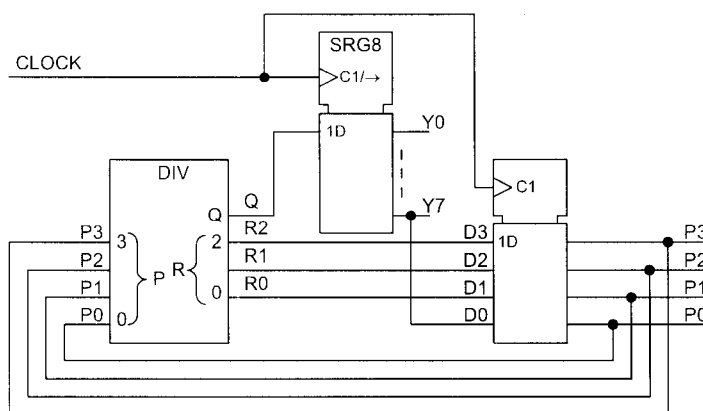 SRG8
CLOCK
C1/→
1D
Y0
Y7
DIV
C1
Q
Q
R2
R1
R0
P3
P2
P1
P0
3
0
P
R
2
0
D3
D2
D1
D0
1D
P3
P2
P1
P0